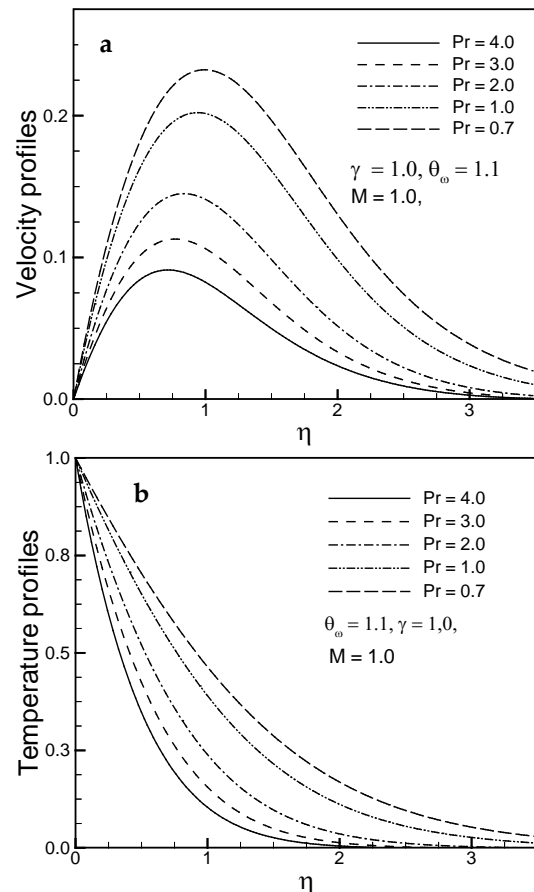 a
Pr = 4.0
Pr = 3.0
Pr = 2.0
Pr = 1.0
Pr = 0.7
γ = 1.0, θω = 1.1
M = 1.0,
Velocity profiles
0.2
0.1
0.0
0 1 2 3
η
b
Pr = 4.0
Pr = 3.0
Pr = 2.0
Pr = 1.0
Pr = 0.7
θω = 1.1, γ = 1,0,
M = 1.0
Temperature profiles
1.0
0.8
0.5
0.3
0.0
0 1 2 3
η